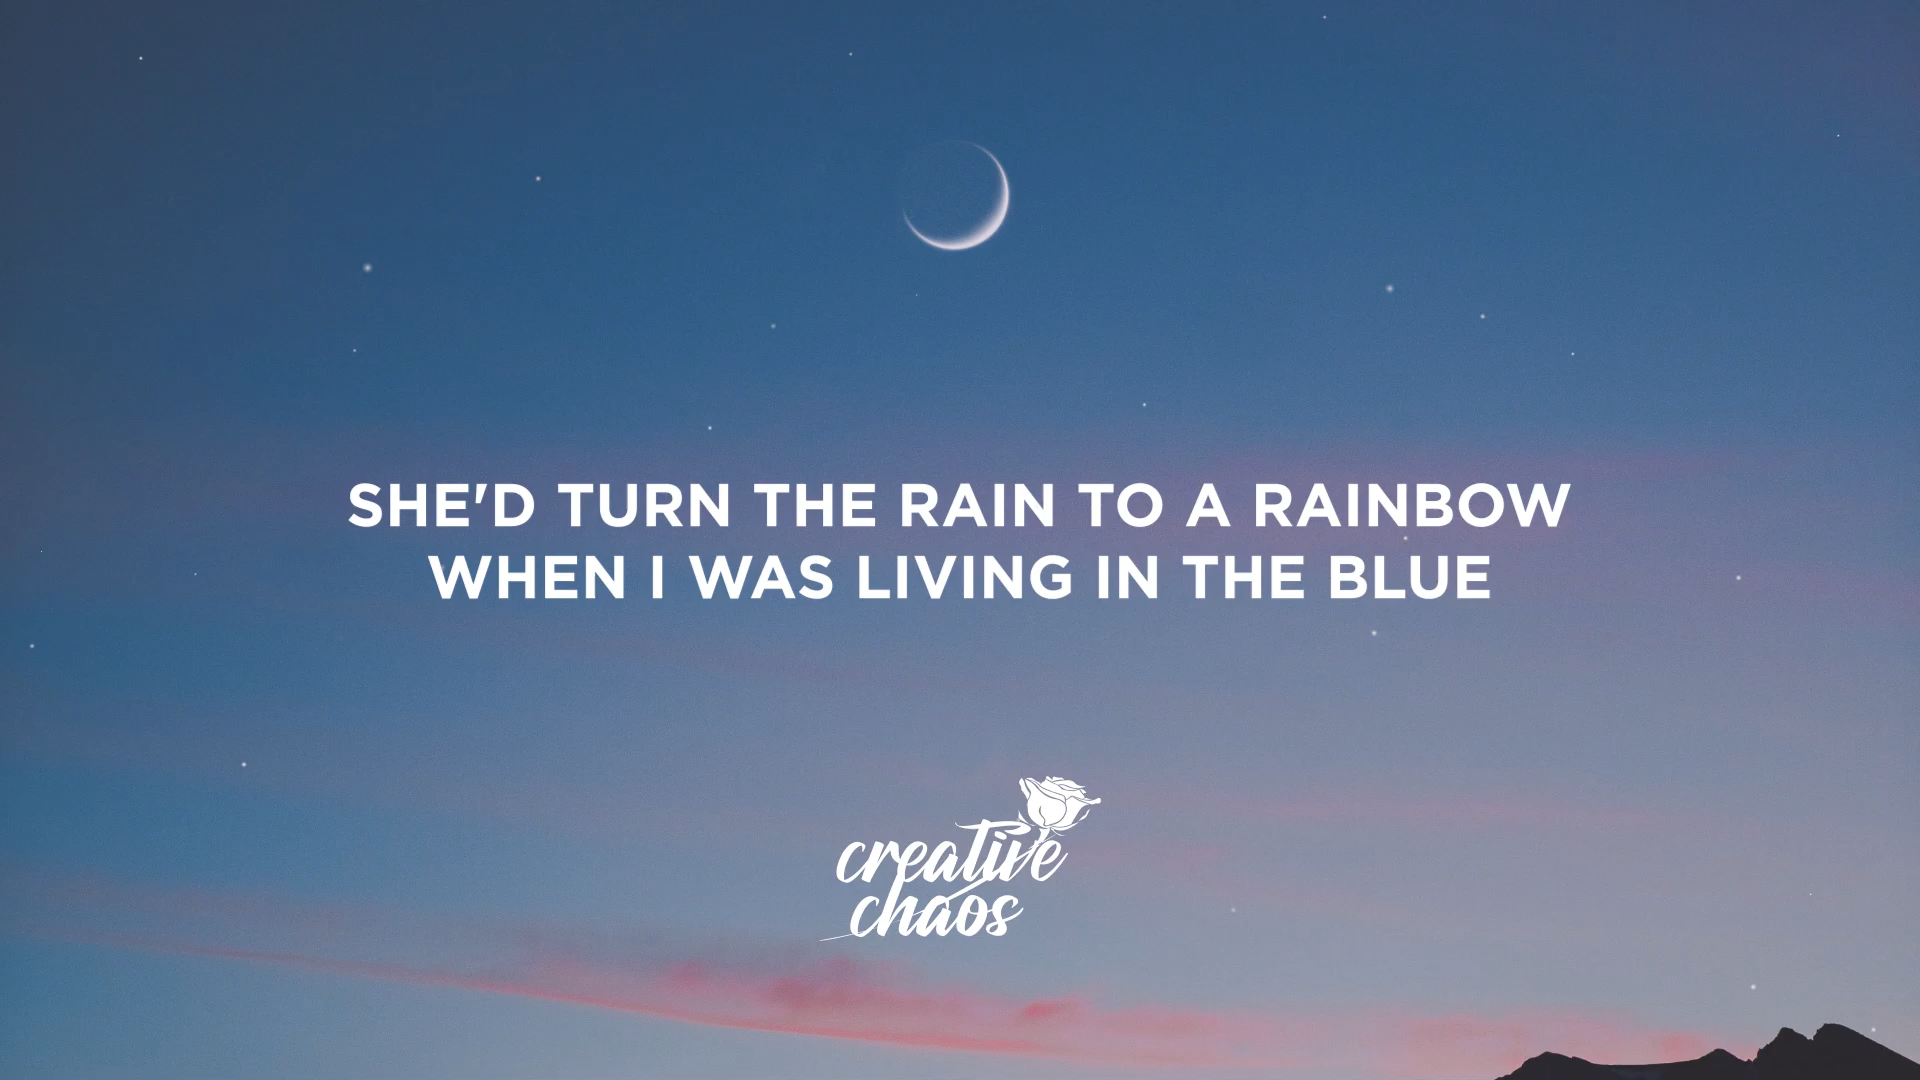 SHE'D TURN THE RAIN TO A RAINBOW
WHEN I WAS LIVING IN THE BLUE
creative
chaos